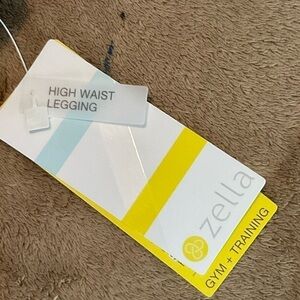 HIGH WAIST
LEGGING
zella
GYM + TRAINING